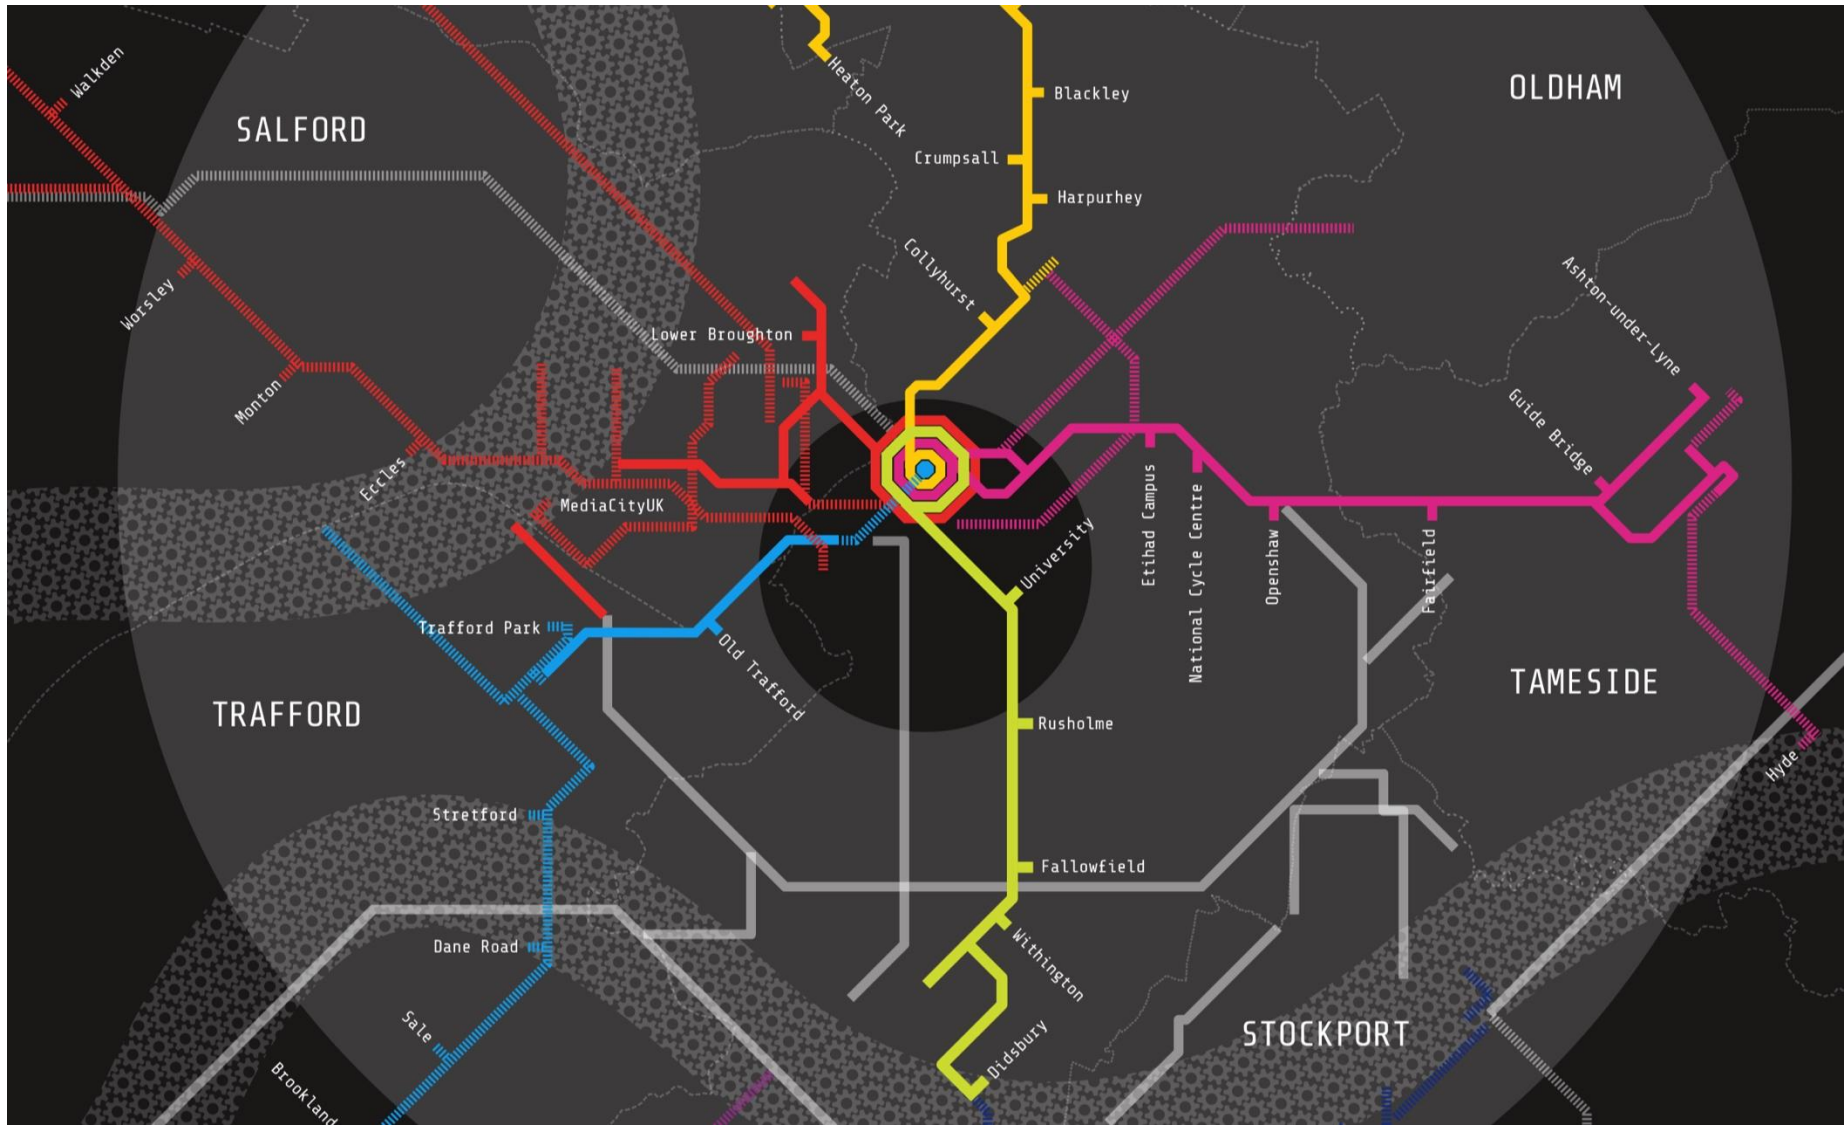 Walkden
SALFORD
Heaton Park
Blackley
OLDHAM
Crumpsall
Harpurhey
Collyhurst
Worsley
Ashton-under-Lyne
Lower Broughton
Monton
Guide Bridge
Eccles
MediaCityUK
University
Etihad Campus
National Cycle Centre
Openshaw
Fairfield
Trafford Park
Old Trafford
TRAFFORD
TAMESIDE
Rusholme
Hyde
Stretford
Fallowfield
Dane Road
Withington
Sale
STOCKPORT
Didsbury
Brookland